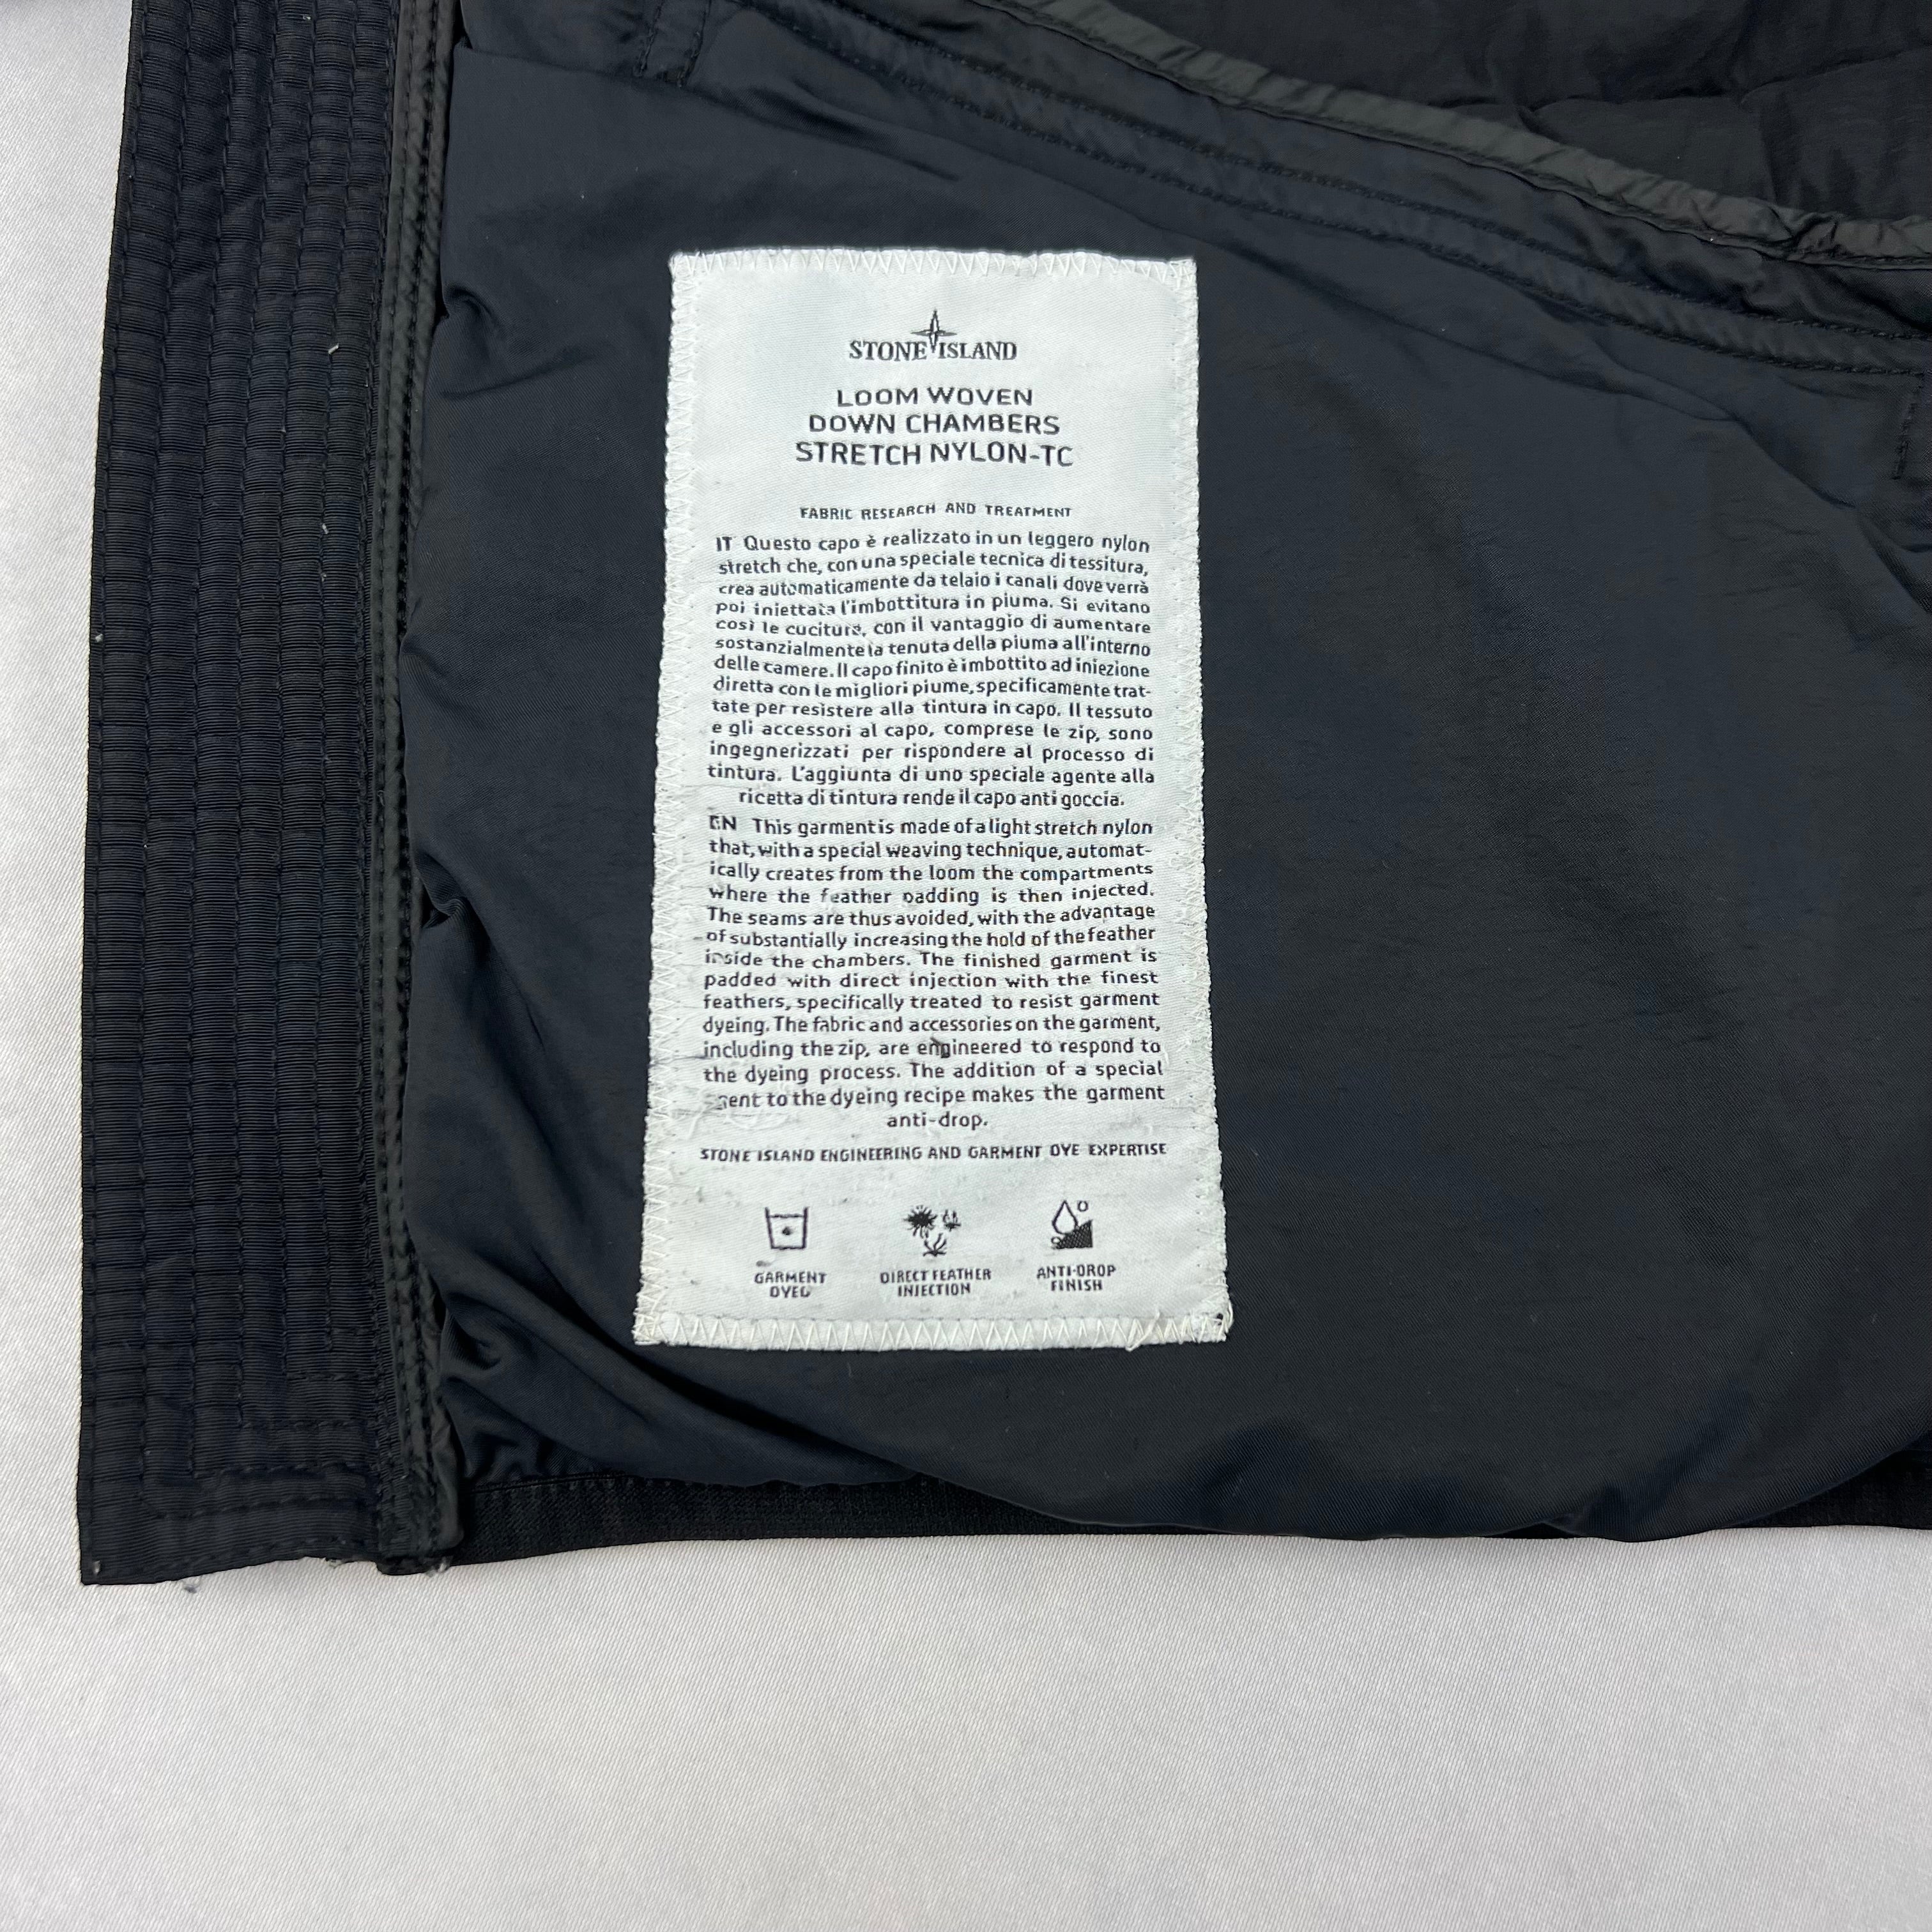 STONE ISLAND
LOOM WOVEN
DOWN CHAMBERS
STRETCH NYLON-TC
FABRIC RESEARCH AND TREATMENT
IT Questo capo è realizzato in un leggero nylon
stretch che, con una speciale tecnica di tessitura,
crea automaticamente da telaio i canali dove verrà
poi iniettata l'imbottitura in piuma. Si evitano
così le cuciture, con il vantaggio di aumentare
sostanzialmente la tenuta della piuma all'interno
delle camere. Il capo finito è imbottito ad iniezione
diretta con le migliori piume, specificamente trat-
tate per resistere alla tintura in capo. Il tessuto
e gli accessori al capo, comprese le zip, sono
ingegnerizzati per rispondere al processo di
tintura. L'aggiunta di uno speciale agente alla
ricetta di tintura rende il capo anti goccia.
EN This garment is made of a light stretch nylon
that, with a special weaving technique, automat-
ically creates from the loom the compartments
where the feather padding is then injected.
The seams are thus avoided, with the advantage
of substantially increasing the hold of the feather
inside the chambers. The finished garment is
padded with direct injection with the finest
feathers, specifically treated to resist garment
dyeing. The fabric and accessories on the garment,
including the zip, are engineered to respond to
the dyeing process. The addition of a special
agent to the dyeing recipe makes the garment
anti-drop.
STONE ISLAND ENGINEERING AND GARMENT DYE EXPERTISE
GARMENT DIRECT FEATHER ANTI-DROP
DYED INJECTION FINISH